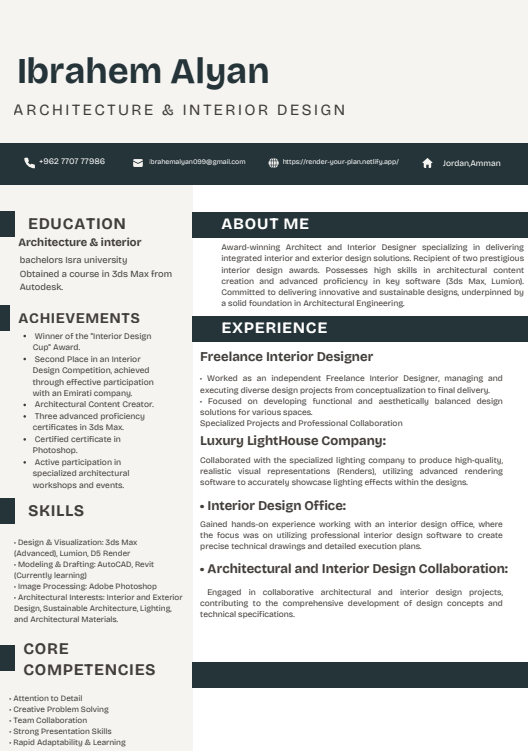 Ibrahem Alyan
ARCHITECTURE & INTERIOR DESIGN
+962 7707 77986
ibrahemalyan099@gmail.com
https://render-your-plan.netlify.app/
Jordan,Amman
EDUCATION
Architecture & interior
bachelors Isra university
Obtained a course in 3ds Max from
Autodesk.
ACHIEVEMENTS
• Winner of the "Interior Design
Cup" Award.
• Second Place in an Interior
Design Competition, achieved
through effective participation
with an Emirati company.
• Architectural Content Creator.
• Three advanced proficiency
certificates in 3ds Max.
• Certified certificate in
Photoshop.
• Active participation in
specialized architectural
workshops and events.
SKILLS
• Design & Visualization: 3ds Max
(Advanced), Lumion, D5 Render
• Modeling & Drafting: AutoCAD, Revit
(Currently learning)
• Image Processing: Adobe Photoshop
• Architectural Interests: Interior and Exterior
Design, Sustainable Architecture, Lighting,
and Architectural Materials.
CORE
COMPETENCIES
• Attention to Detail
• Creative Problem Solving
• Team Collaboration
• Strong Presentation Skills
• Rapid Adaptability & Learning
ABOUT ME
Award-winning Architect and Interior Designer specializing in delivering
integrated interior and exterior design solutions. Recipient of two prestigious
interior design awards. Possesses high skills in architectural content
creation and advanced proficiency in key software (3ds Max, Lumion).
Committed to delivering innovative and sustainable designs, underpinned by
a solid foundation in Architectural Engineering.
EXPERIENCE
Freelance Interior Designer
• Worked as an independent Freelance Interior Designer, managing and
executing diverse design projects from conceptualization to final delivery.
• Focused on developing functional and aesthetically balanced design
solutions for various spaces.
Specialized Projects and Professional Collaboration
Luxury LightHouse Company:
Collaborated with the specialized lighting company to produce high-quality,
realistic visual representations (Renders), utilizing advanced rendering
software to accurately showcase lighting effects within the designs.
• Interior Design Office:
Gained hands-on experience working with an interior design office, where
the focus was on utilizing professional interior design software to create
precise technical drawings and detailed execution plans.
• Architectural and Interior Design Collaboration:
Engaged in collaborative architectural and interior design projects,
contributing to the comprehensive development of design concepts and
technical specifications.